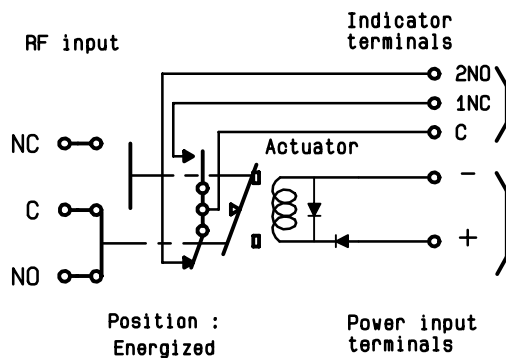 Indicator
terminals
RF input
2NO
1NC
C
Actuator
NC
C
NO
-
+
Position :
Energized
Power input
terminals